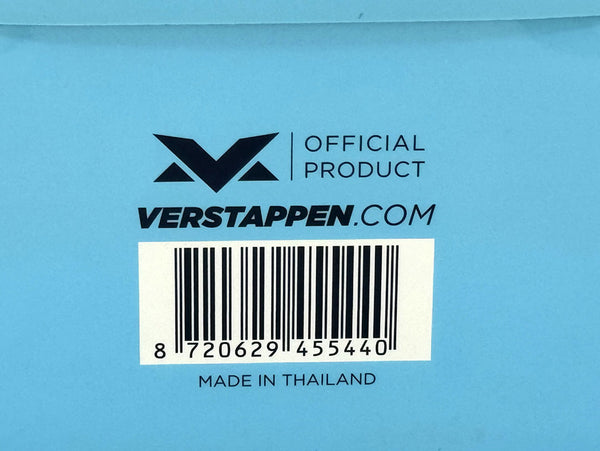 OFFICIAL
PRODUCT
VERSTAPPEN.COM
8 720629 455440
MADE IN THAILAND